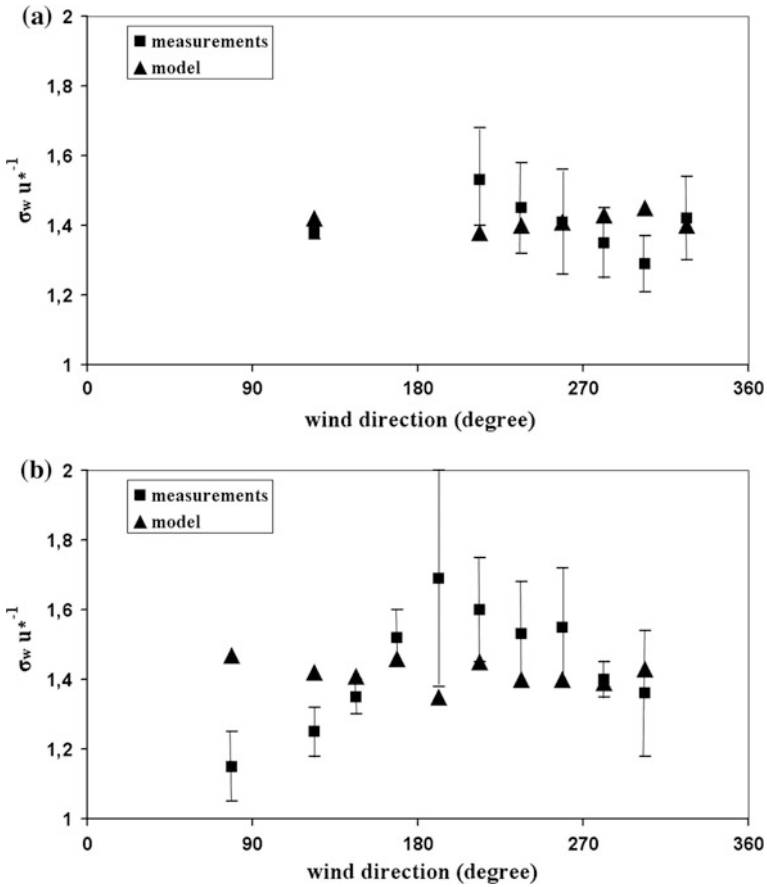 (a)
2
1,8
1,6
1,4
1,2
1
σw u*-1
■ measurements
▲ model
0 90 180 270 360
wind direction (degree)
(b)
2
1,8
1,6
1,4
1,2
1
σw u*-1
■ measurements
▲ model
0 90 180 270 360
wind direction (degree)